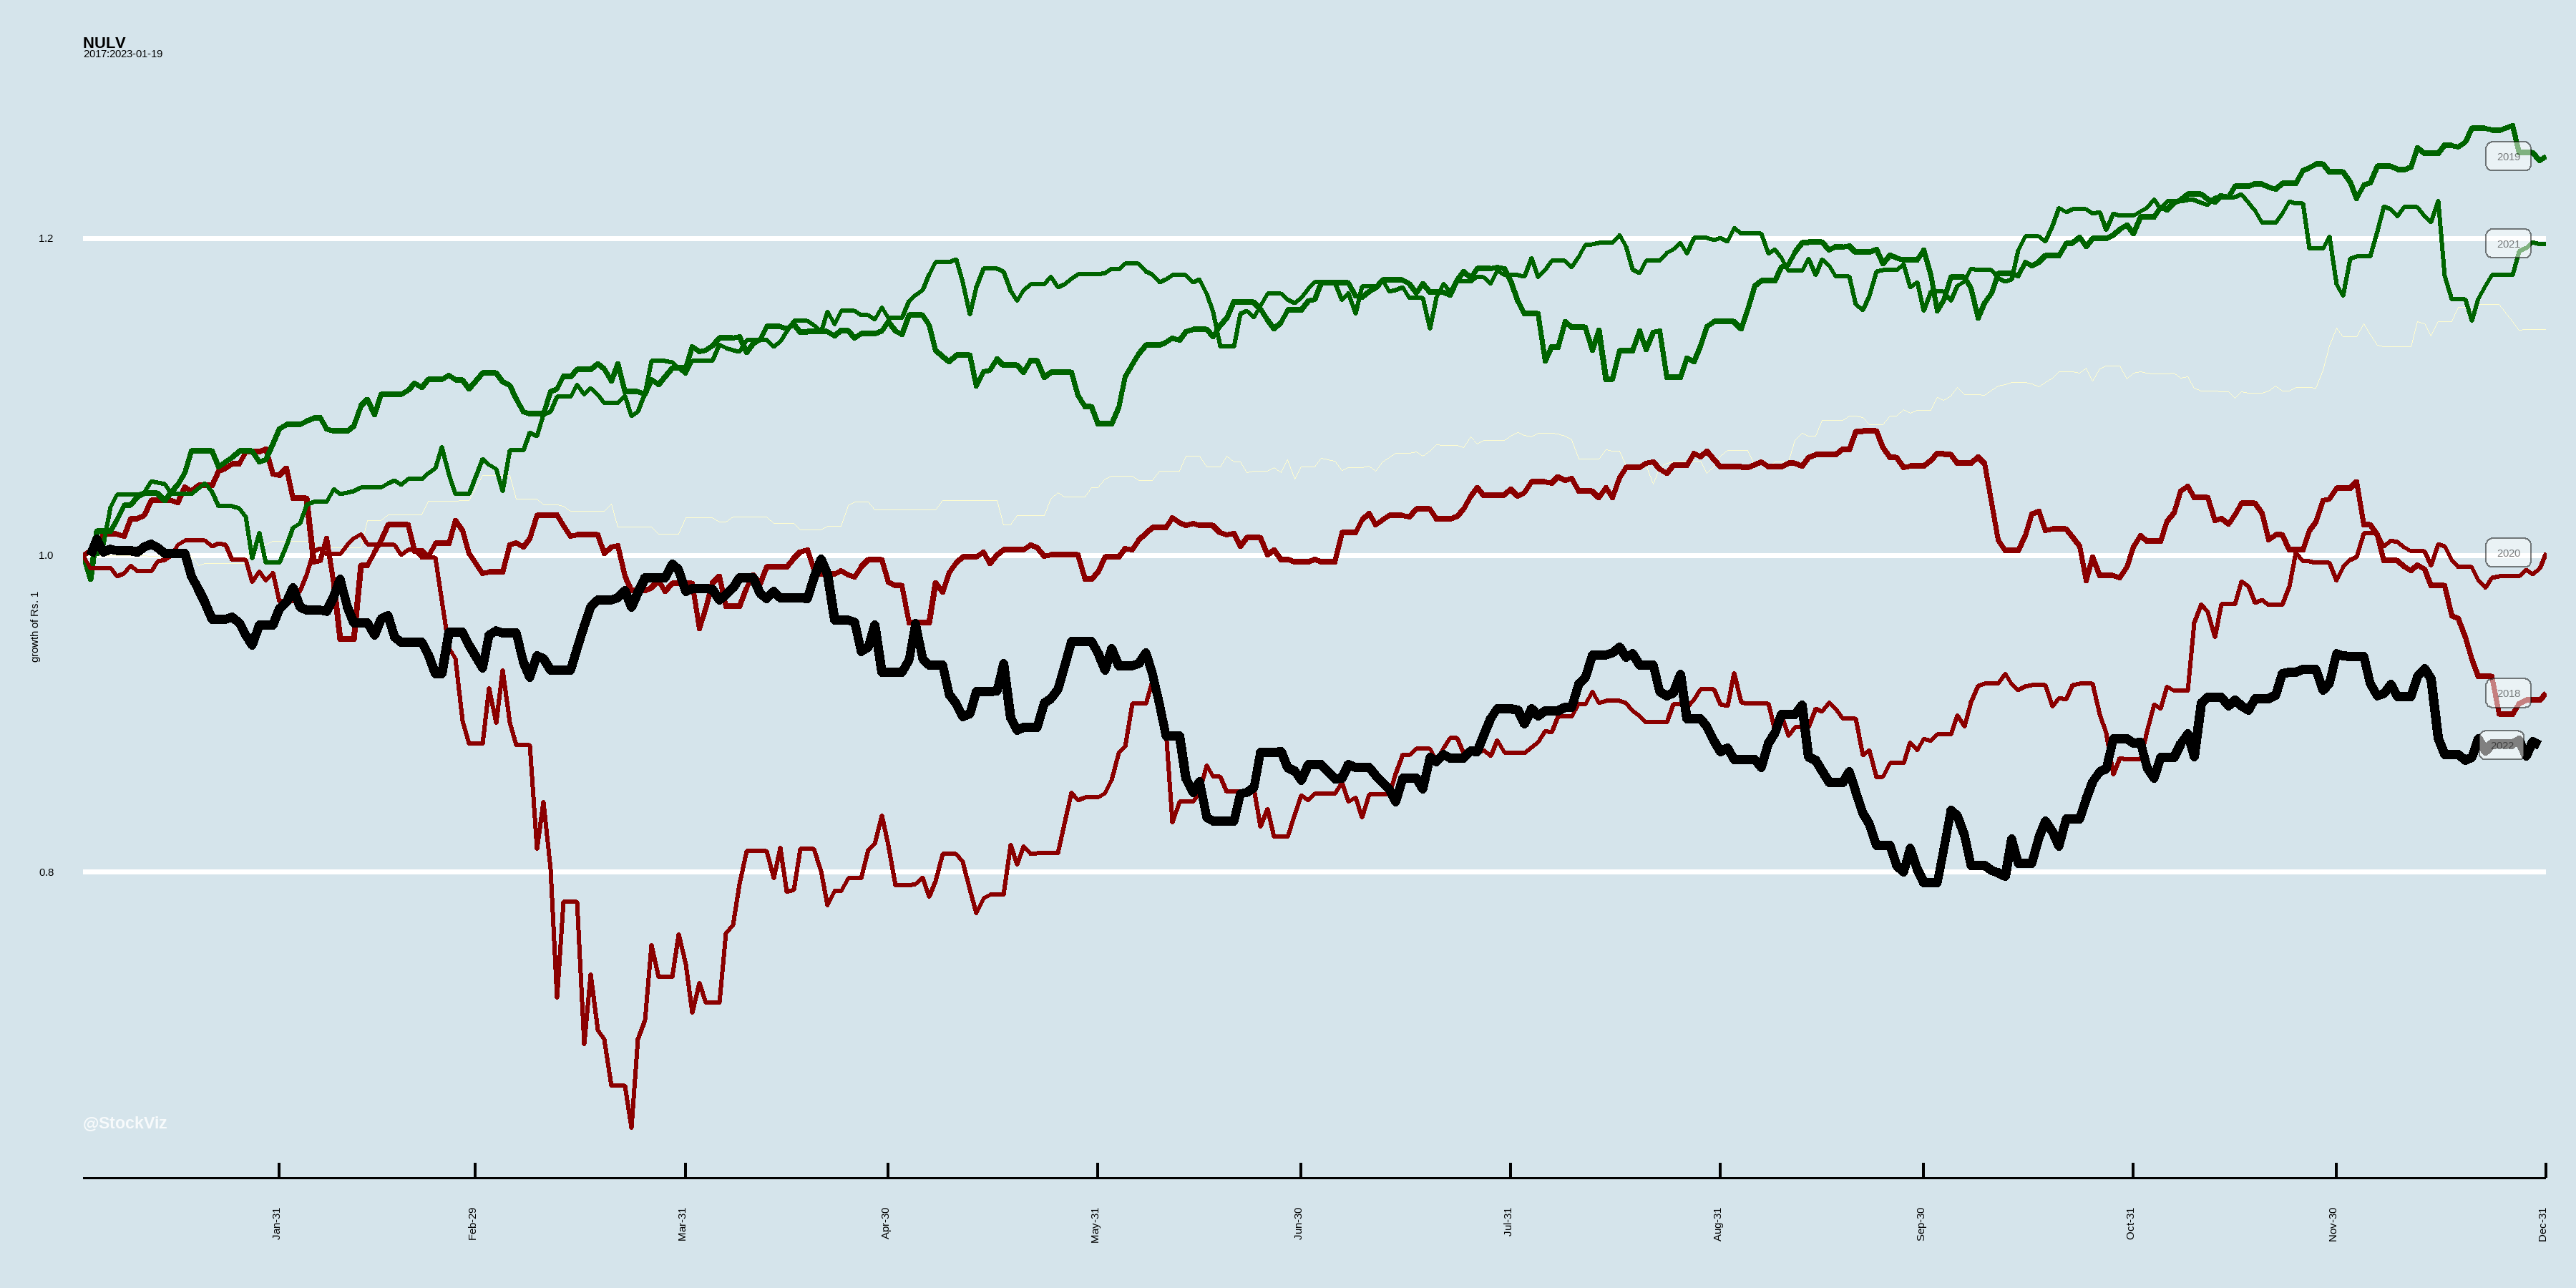 NULV
2017:2023-01-19
2019
1.2
2021
1.0
2020
growth of Rs. 1
2018
2022
0.8
@StockViz
Jan-31
Feb-29
Mar-31
Apr-30
May-31
Jun-30
Jul-31
Aug-31
Sep-30
Oct-31
Nov-30
Dec-31